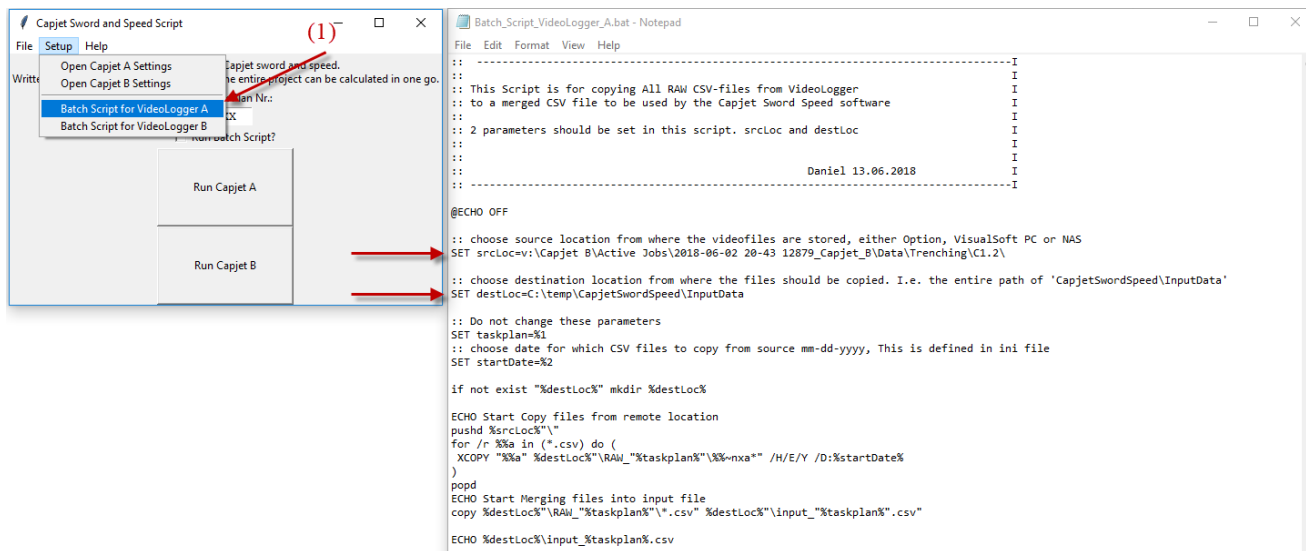 Capjet Sword and Speed Script
(1)
File Setup Help
Open Capjet A Settings
Open Capjet B Settings
Batch Script for VideoLogger A
Batch Script for VideoLogger B
Capjet sword and speed.
Writte
he entire project can be calculated in one go.
lan Nr.:
XX
Run Batch Script?
Run Capjet A
Run Capjet B
Batch_Script_VideoLogger_A.bat - Notepad
File Edit Format View Help
:: ---------------------------------------------------------------------------I
:: I
:: This Script is for copying All RAW CSV-files from VideoLogger I
:: to a merged CSV file to be used by the Capjet Sword Speed software I
:: I
:: 2 parameters should be set in this script. srcLoc and destLoc I
:: I
:: I
:: Daniel 13.06.2018 I
:: ----------------------------------------------------------------------------I
@ECHO OFF
:: choose source location from where the videofiles are stored, either Option, VisualSoft PC or NAS
SET srcLoc=v:\Capjet B\Active Jobs\2018-06-02 20-43 12879_Capjet_B\Data\Trenching\C1.2\
:: choose destination location from where the files should be copied. I.e. the entire path of 'CapjetSwordSpeed\InputData'
SET destLoc=C:\temp\CapjetSwordSpeed\InputData
:: Do not change these parameters
SET taskplan=%1
:: choose date for which CSV files to copy from source mm-dd-yyyy, This is defined in ini file
SET startDate=%2
if not exist "%destLoc%" mkdir %destLoc%
ECHO Start Copy files from remote location
pushd %srcLoc%"\"
for /r %%a in (*.csv) do (
XCOPY "%%a" %destLoc%"\RAW_"%taskplan%"\%%~nxa*" /H/E/Y /D:%startDate%
)
popd
ECHO Start Merging files into input file
copy %destLoc%"\RAW_"%taskplan%"\*.csv" %destLoc%"\input_"%taskplan%".csv"
ECHO %destLoc%\input_%taskplan%.csv